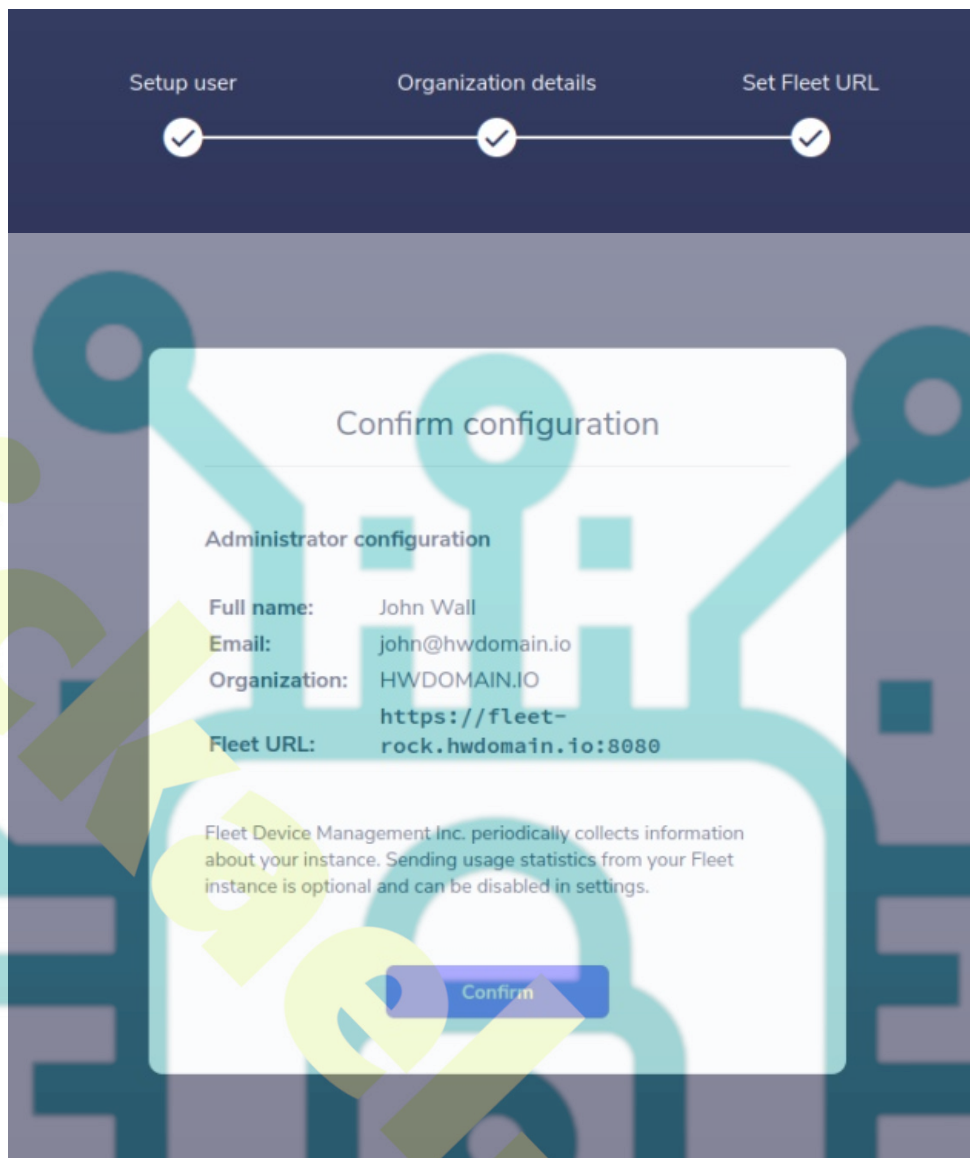 Setup user Organization details Set Fleet URL
Confirm configuration
Administrator configuration
Full name: John Wall
Email: john@hwdomain.io
Organization: HWDOMAIN.IO
https://fleet-
Fleet URL: rock.hwdomain.io:8080
Fleet Device Management Inc. periodically collects information
about your instance. Sending usage statistics from your Fleet
instance is optional and can be disabled in settings.
Confirm